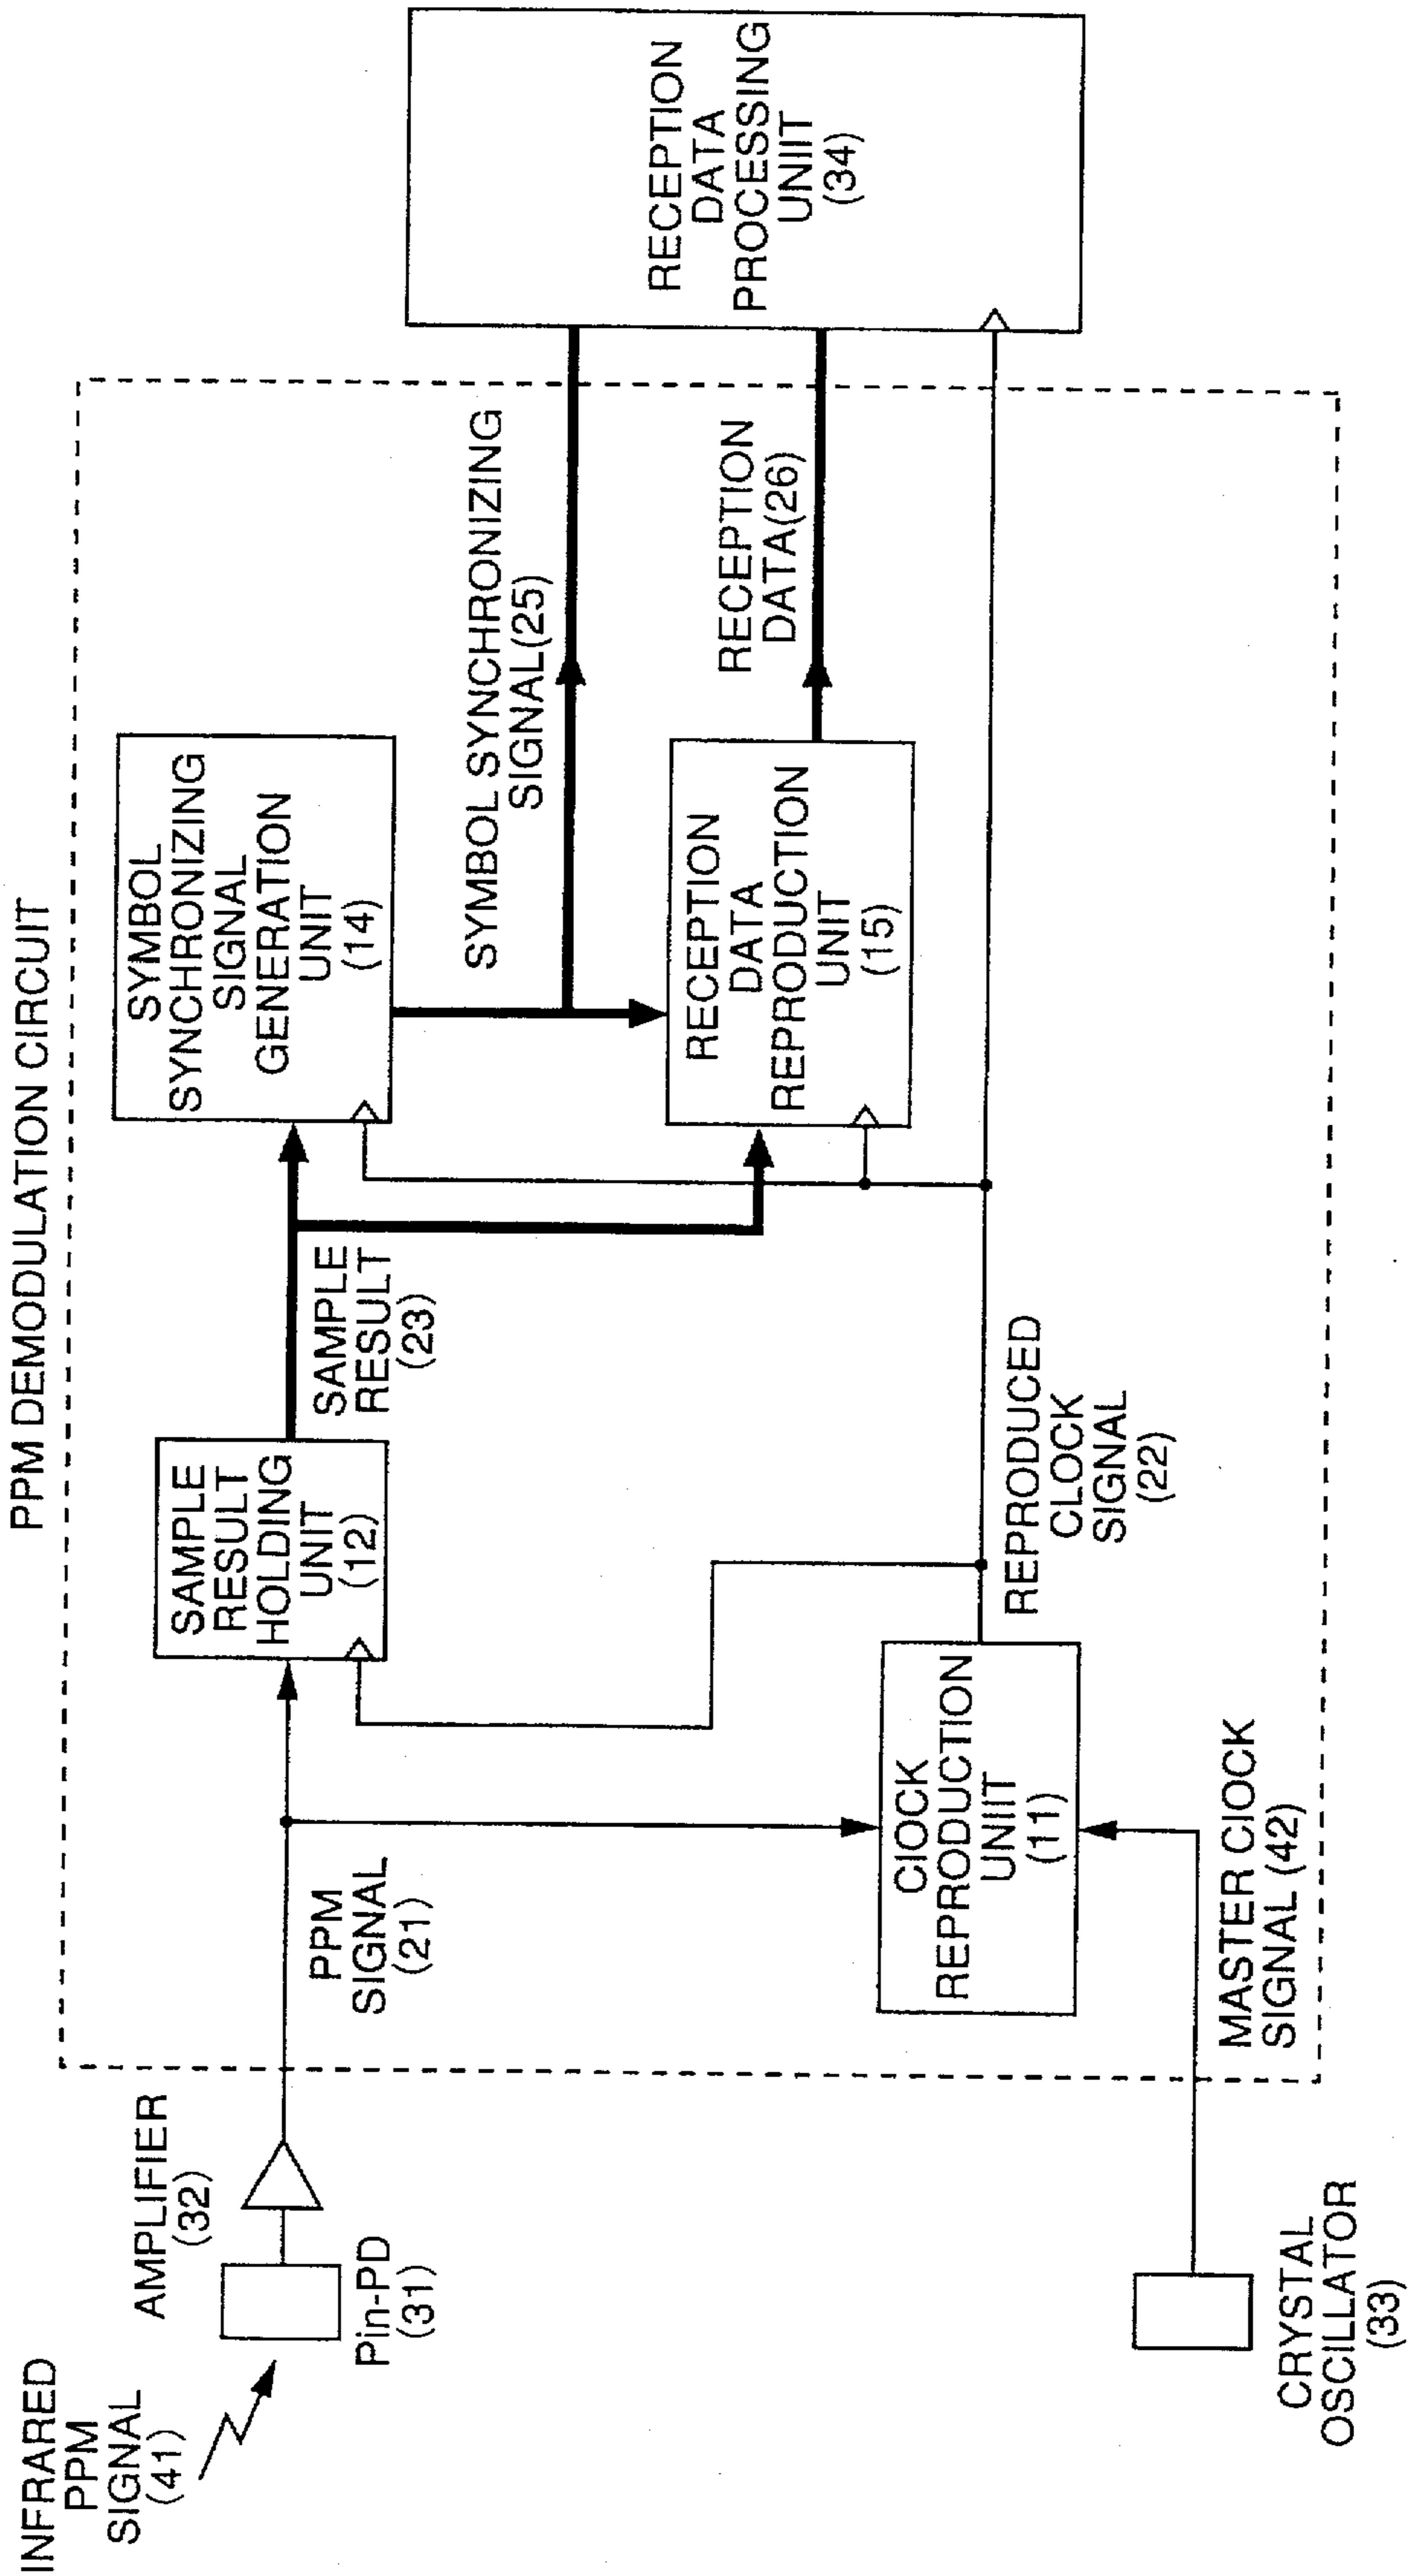 PPM DEMODULATION CIRCUIT
INFRARED
PPM
SIGNAL
(41)
AMPLIFIER
(32)
Pin-PD
(31)
PPM
SIGNAL
(21)
SAMPLE
RESULT
HOLDING
UNIT
(12)
SAMPLE
RESULT
(23)
SYMBOL
SYNCHRONIZING
SIGNAL
GENERATION
UNIT
(14)
SYMBOL SYNCHRONIZING
SIGNAL(25)
RECEPTION
DATA
REPRODUCTION
UNIT
(15)
RECEPTION
DATA(26)
RECEPTION
DATA
PROCESSING
UNIIT
(34)
CIOCK
REPRODUCTION
UNIIT
(11)
REPRODUCED
CLOCK
SIGNAL
(22)
MASTER CIOCK
SIGNAL (42)
CRYSTAL
OSCILLATOR
(33)